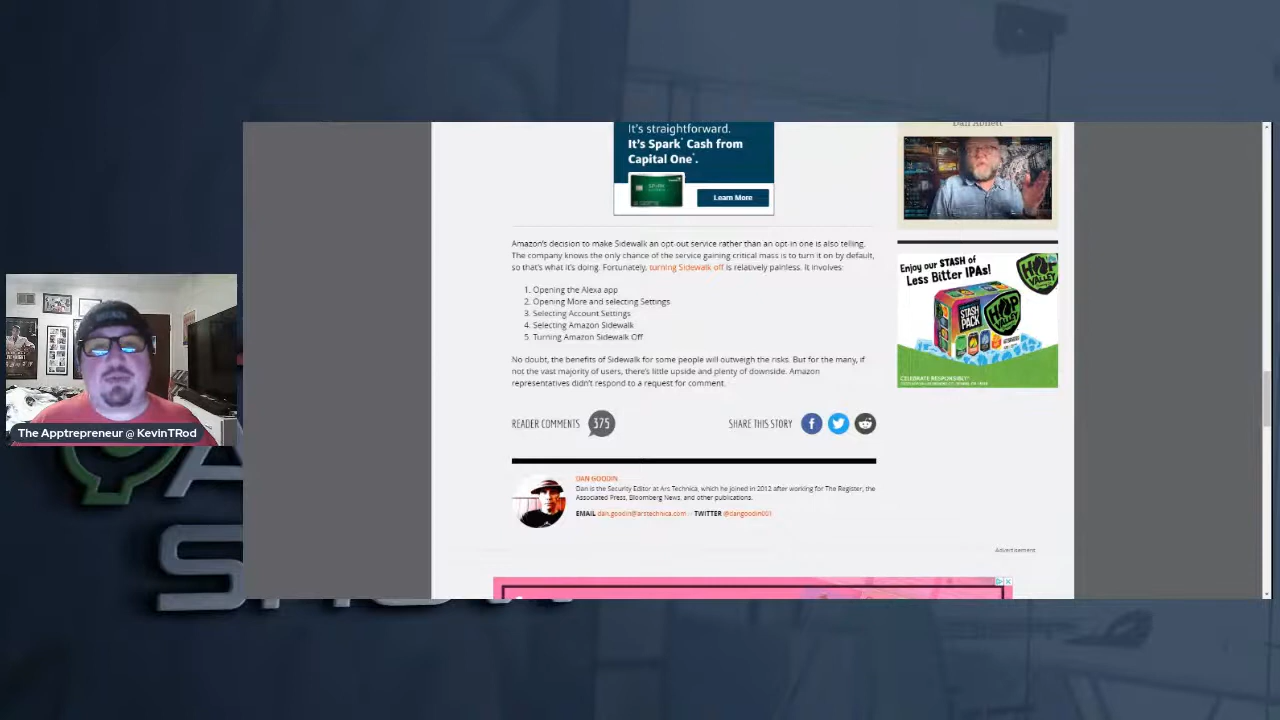 Dan Abnett
It's straightforward.
It's Spark Cash from
Capital One.
Learn More
Enjoy our STASH of
Less Bitter IPAs!
HOP
VALLEY
STASH
PACK
HOP
VALLEY
CELEBRATE RESPONSIBLY
Amazon's decision to make Sidewalk an opt-out service rather than an opt-in one is also telling.
The company knows the only chance of the service gaining critical mass is to turn it on by default,
so that's what it's doing. Fortunately, turning Sidewalk off is relatively painless. It involves:
1. Opening the Alexa app
2. Opening More and selecting Settings
3. Selecting Account Settings
4. Selecting Amazon Sidewalk
5 Turning Amazon Sidewalk Off
No doubt, the benefits of Sidewalk for some people will outweigh the risks. But for the many, if
not the vast majority of users, there's little upside and plenty of downside. Amazon
representatives didn't respond to a request for comment.
READER COMMENTS 375
SHARE THIS STORY
DAN GOODIN
Dan is the Security Editor at Ars Technica, which he joined in 2012 after working for The Register, the
Associated Press, Bloomberg News, and other publications.
EMAIL dan.goodin@arstechnica.com TWITTER @dangoodin001
Advertisement
The Apptrepreneur @ KevinTRod